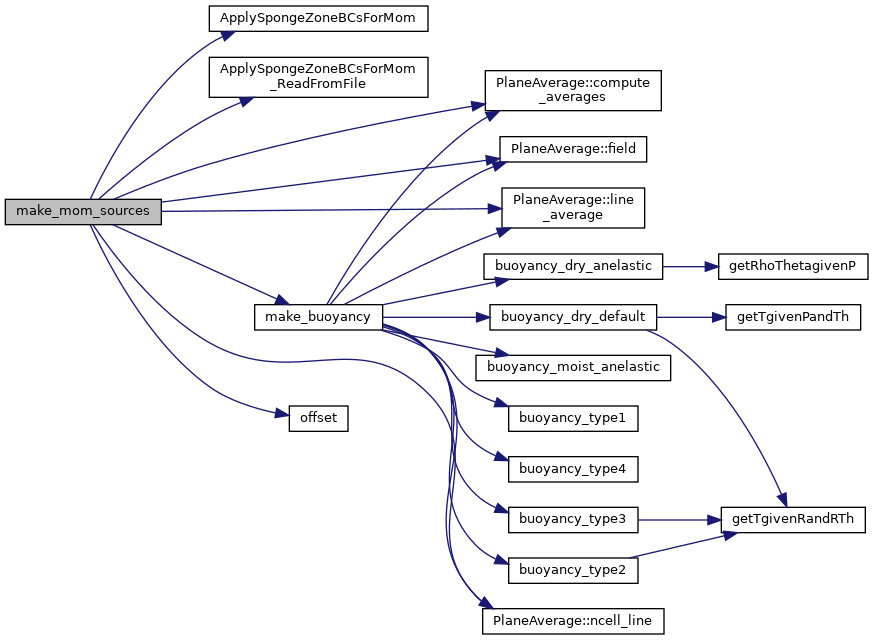 ApplySpongeZoneBCsForMom
ApplySpongeZoneBCsForMom
_ReadFromFile
PlaneAverage::compute
_averages
PlaneAverage::field
PlaneAverage::line
_average
make_mom_sources
buoyancy_dry_anelastic
getRhoThetagivenP
make_buoyancy
buoyancy_dry_default
getTgivenPandTh
buoyancy_moist_anelastic
offset
buoyancy_type1
buoyancy_type4
buoyancy_type3
getTgivenRandRTh
buoyancy_type2
PlaneAverage::ncell_line